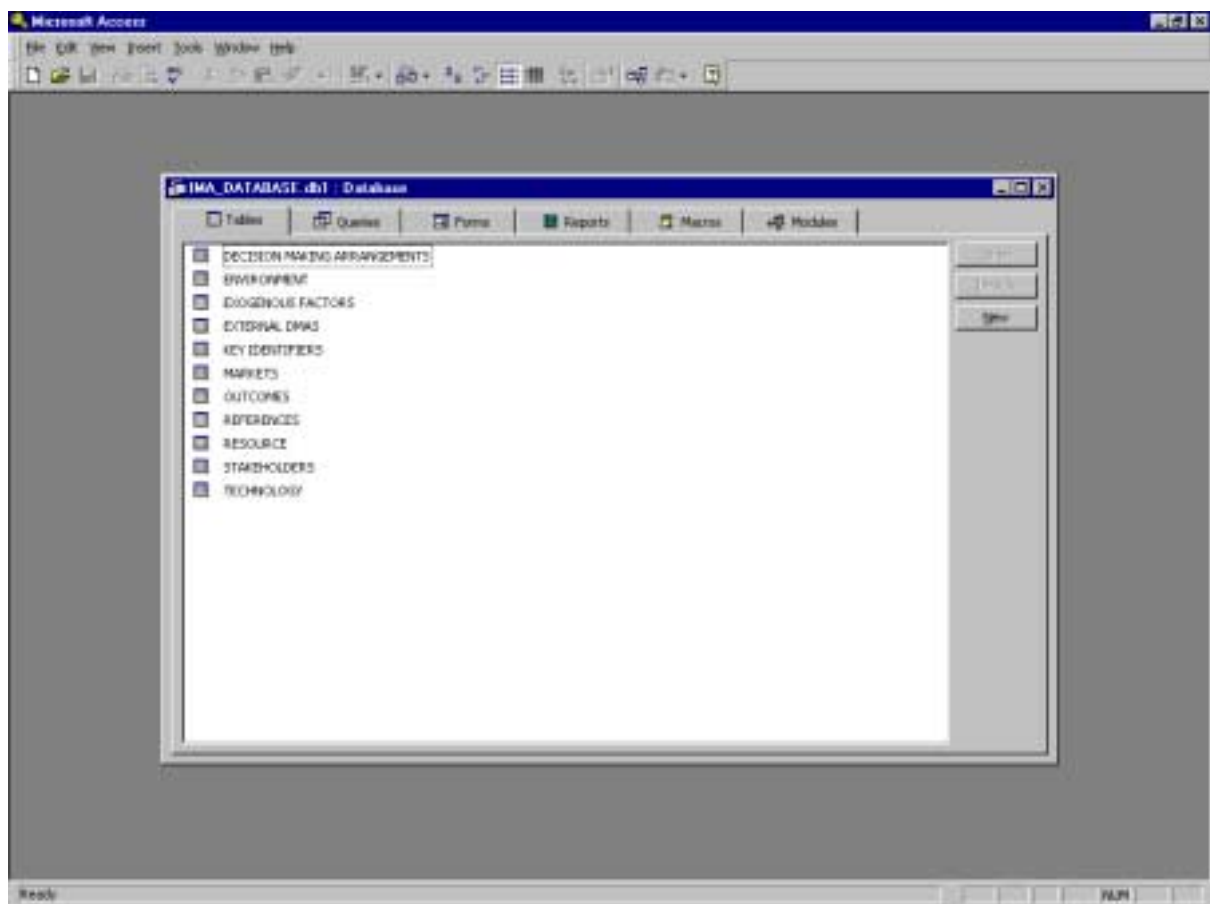 Microsoft Access
File Edit View Insert Tools Window Help
IMA_DATABASE.db1 : Database
Tables Queries Forms Reports Macros Modules
DECISION MAKING ARRANGEMENTS
ENVIRONMENT
EXOGENOUS FACTORS
EXTERNAL DMAS
KEY IDENTIFIERS
MARKETS
OUTCOMES
REFERENCES
RESOURCE
STAKEHOLDERS
TECHNOLOGY
New
Ready NUM